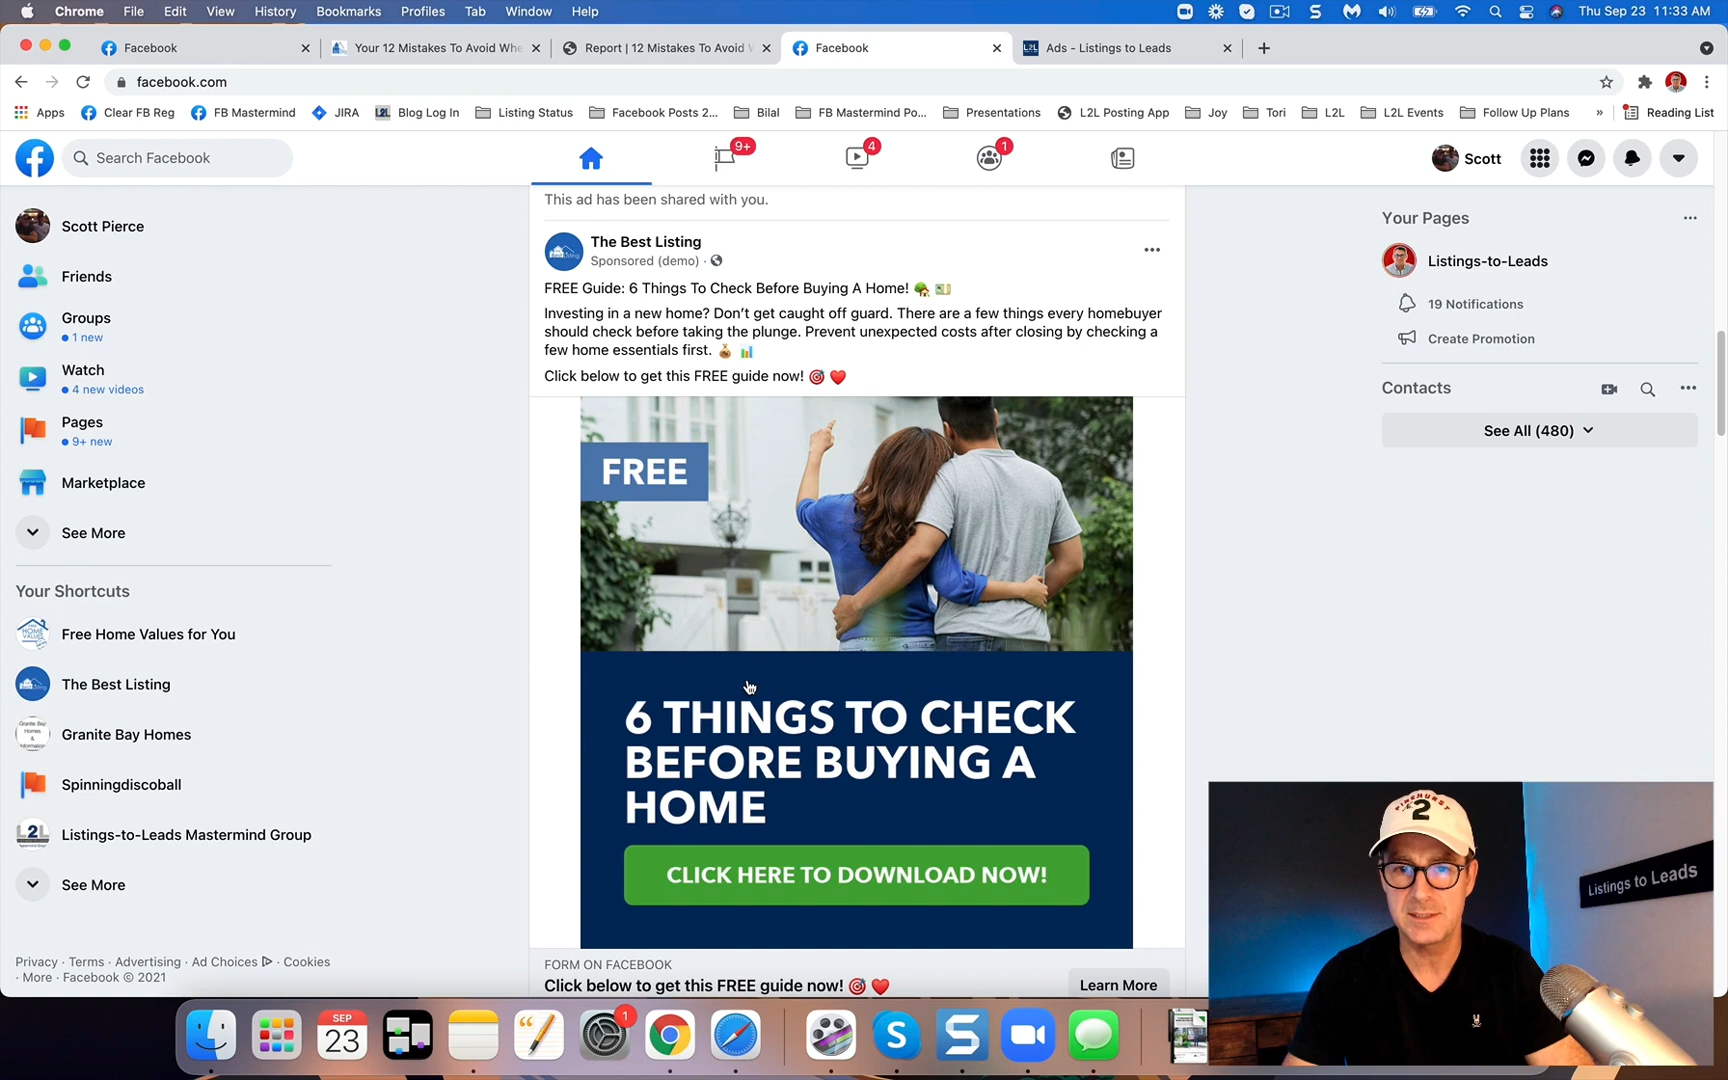 Chrome File Edit View History Bookmarks Profiles Tab Window Help
Thu Sep 23 11:33 AM
Facebook
Your 12 Mistakes To Avoid Whe
Report | 12 Mistakes To Avoid
Facebook
Ads - Listings to Leads
facebook.com
Apps
Clear FB Reg
FB Mastermind
JIRA
Blog Log In
Listing Status
Facebook Posts 2...
Bilal
FB Mastermind Po...
Presentations
L2L Posting App
Joy
Tori
L2L
L2L Events
Follow Up Plans
»
Reading List
Search Facebook
9+
4
1
Scott
Scott Pierce
Friends
Groups
1 new
Watch
4 new videos
Pages
9+ new
Marketplace
See More
Your Shortcuts
Free Home Values for You
The Best Listing
Granite Bay Homes
Spinningdiscoball
Listings-to-Leads Mastermind Group
See More
Privacy · Terms · Advertising · Ad Choices · Cookies
· More · Facebook © 2021
This ad has been shared with you.
The Best Listing
Sponsored (demo) ·
FREE Guide: 6 Things To Check Before Buying A Home! 🏡 💵
Investing in a new home? Don't get caught off guard. There are a few things every homebuyer
should check before taking the plunge. Prevent unexpected costs after closing by checking a
few home essentials first. 💰 📊
Click below to get this FREE guide now! 🎯 ❤️
FREE
6 THINGS TO CHECK
BEFORE BUYING A
HOME
CLICK HERE TO DOWNLOAD NOW!
FORM ON FACEBOOK
Click below to get this FREE guide now! 🎯 ❤️
Learn More
Your Pages
Listings-to-Leads
19 Notifications
Create Promotion
Contacts
See All (480)
PINEHURST
2
Listings to Leads
SEP
23
1